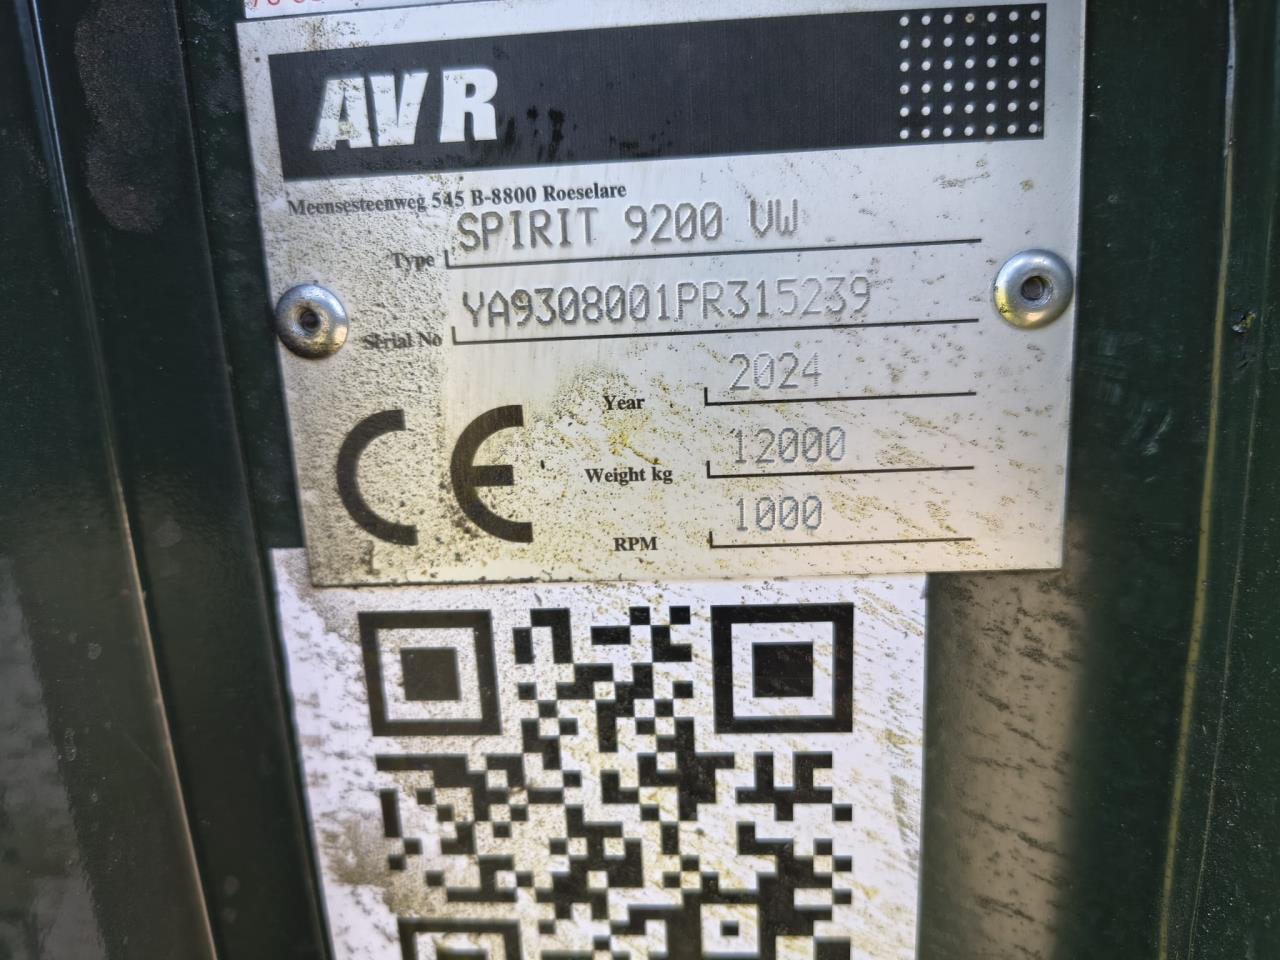 AVR
Meensesteenweg 545 B-8800 Roeselare
Type SPIRIT 9200 VW
Serial No YA9308001PR315239
Year 2024
Weight kg 12000
RPM 1000
CE